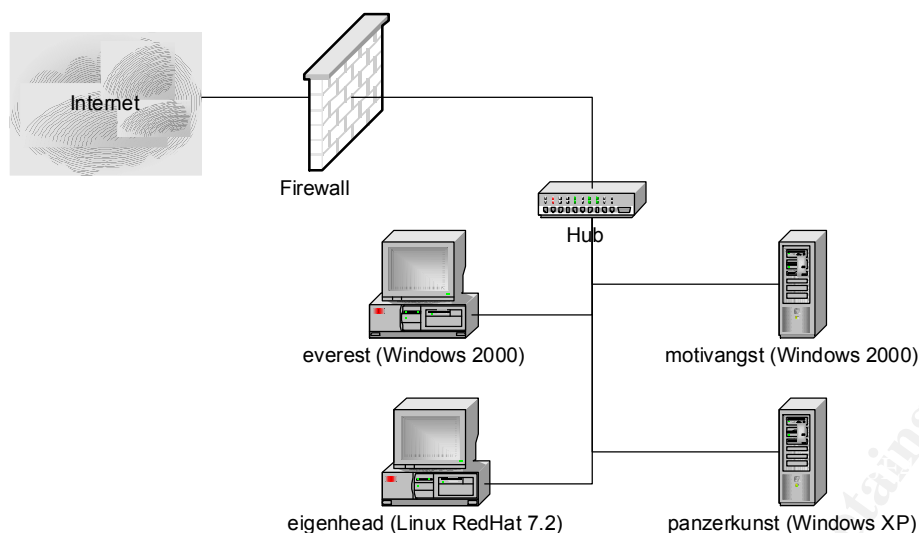 Internet
Firewall
Hub
everest (Windows 2000)
motivangst (Windows 2000)
eigenhead (Linux RedHat 7.2)
panzerkunst (Windows XP)